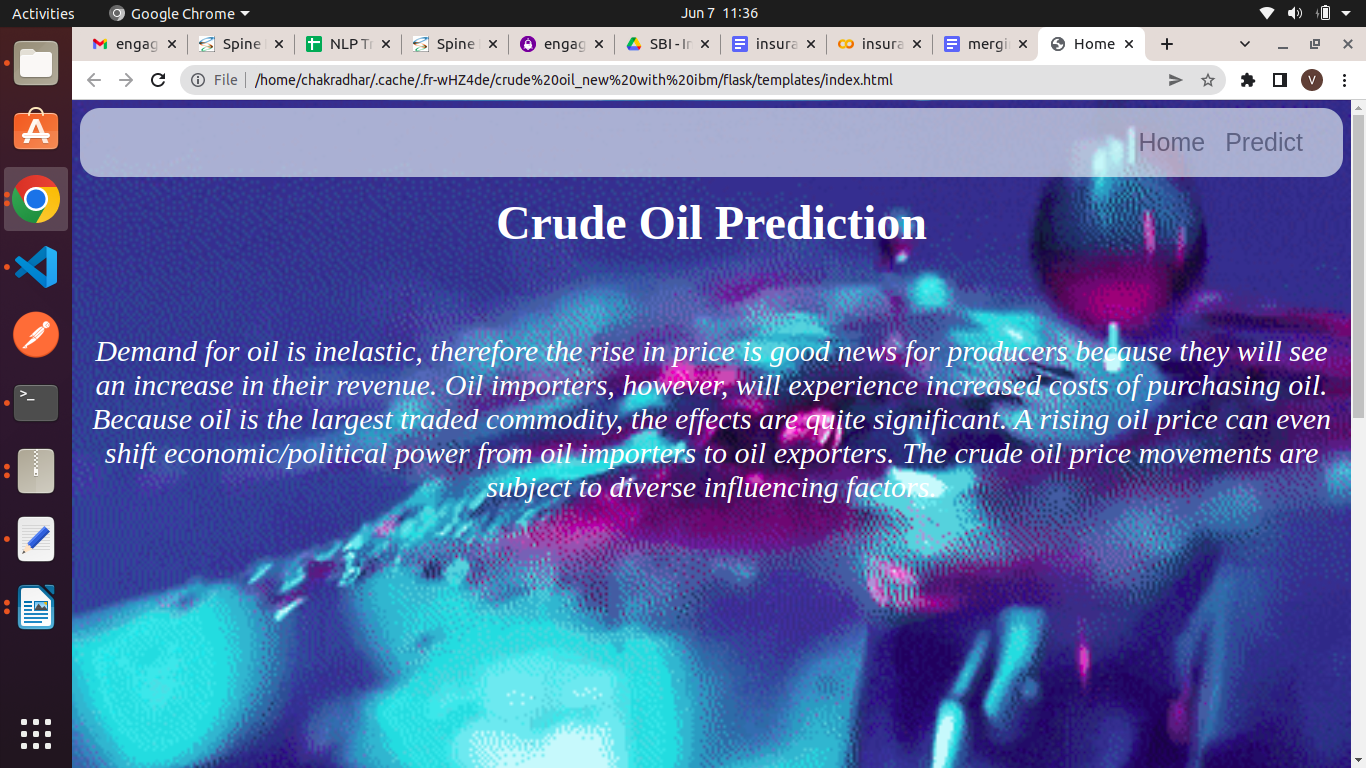 Activities Google Chrome Jun 7 11:36
engag Spine NLP Tr Spine engag SBI - In insura insura mergi Home
File /home/chakradhar/.cache/.fr-wHZ4de/crude%20oil_new%20with%20ibm/flask/templates/index.html V
Home Predict
Crude Oil Prediction
Demand for oil is inelastic, therefore the rise in price is good news for producers because they will see
an increase in their revenue. Oil importers, however, will experience increased costs of purchasing oil.
Because oil is the largest traded commodity, the effects are quite significant. A rising oil price can even
shift economic/political power from oil importers to oil exporters. The crude oil price movements are
subject to diverse influencing factors.